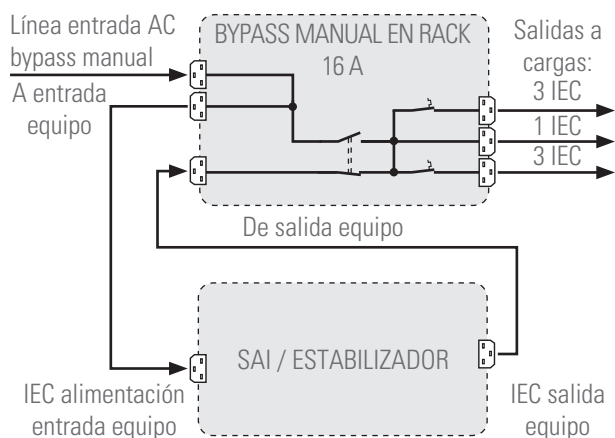 Línea entrada AC
bypass manual
A entrada
equipo
BYPASS MANUAL EN RACK
16 A
Salidas a
cargas:
3 IEC
1 IEC
3 IEC
De salida equipo
SAI / ESTABILIZADOR
IEC alimentación
entrada equipo
IEC salida
equipo